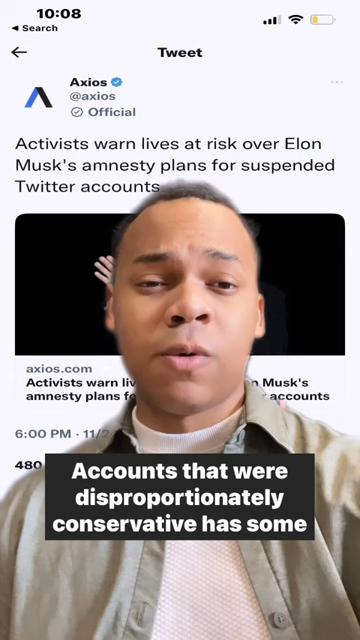 10:08
Search
Tweet
Axios
@axios
Official
Activists warn lives at risk over Elon
Musk's amnesty plans for suspended
Twitter accounts
axios.com
Activists warn Musk's
amnesty plans accounts
6:00 PM · 11/2
480
Accounts that were
disproportionately
conservative has some